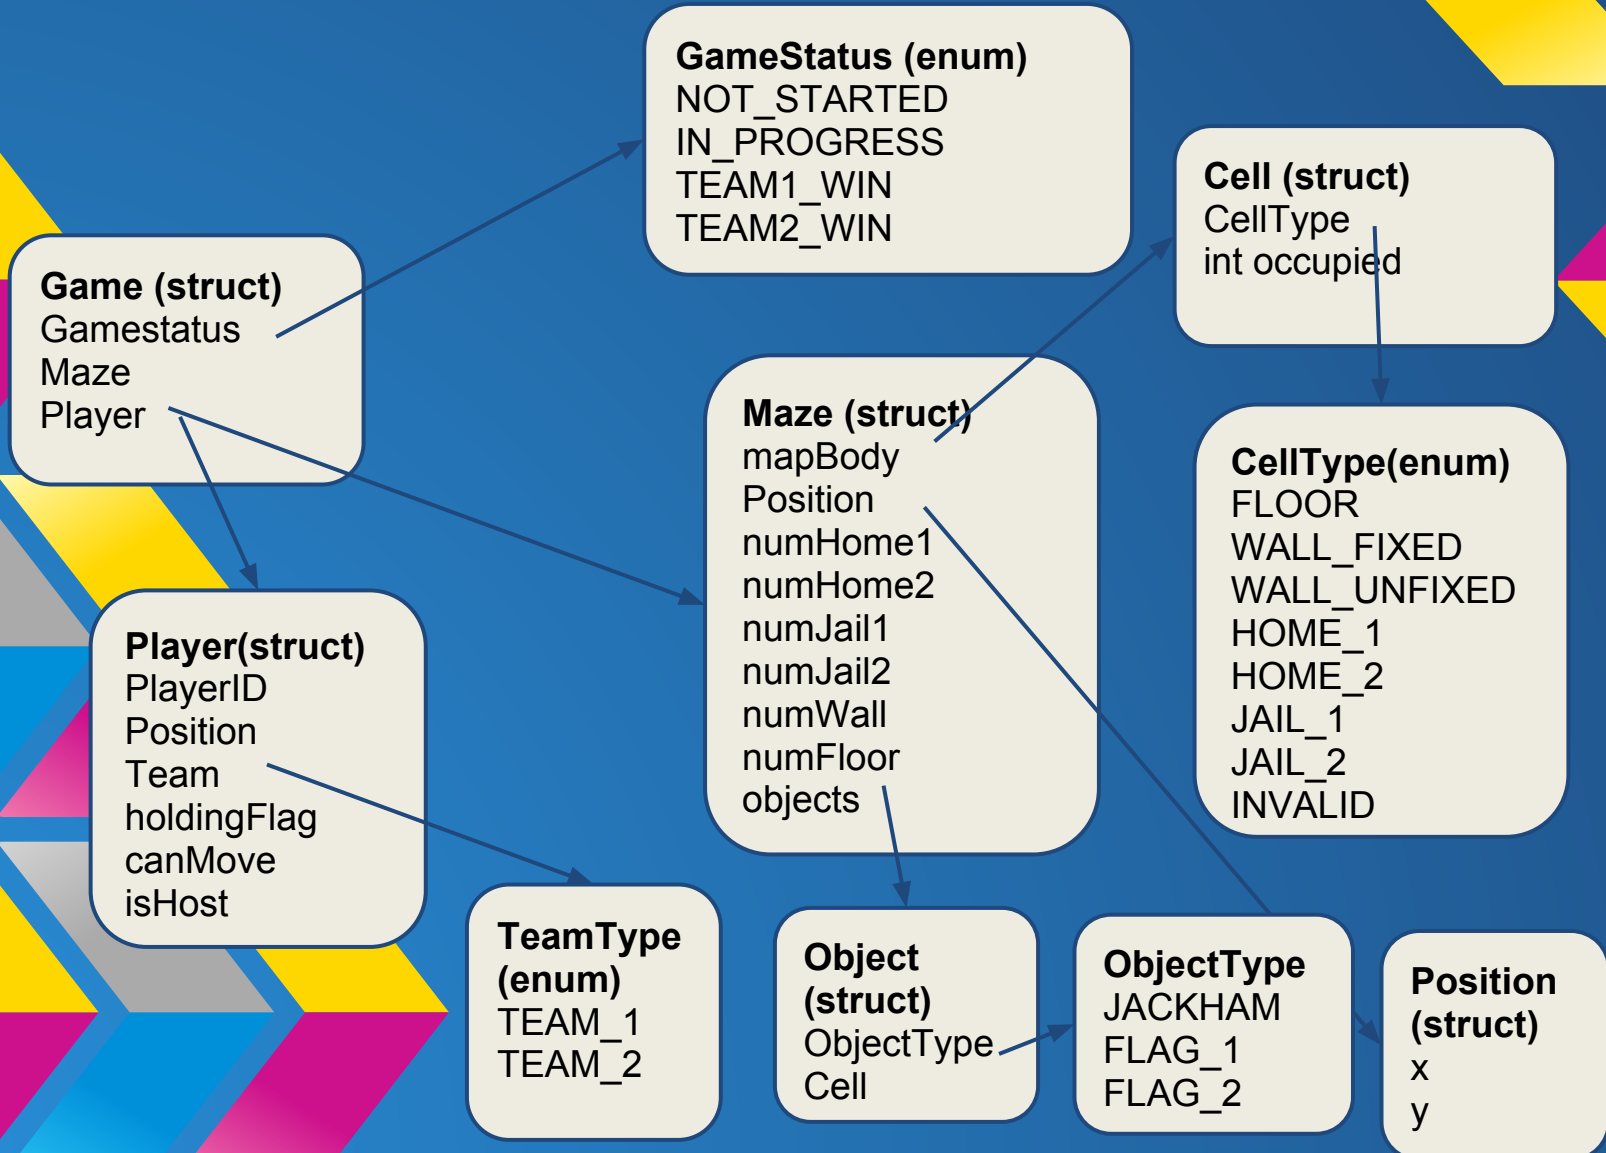 GameStatus (enum)
NOT_STARTED
IN_PROGRESS
TEAM1_WIN
TEAM2_WIN
Cell (struct)
CellType
int occupied
Game (struct)
Gamestatus
Maze
Player
Maze (struct)
mapBody
Position
numHome1
numHome2
numJail1
numJail2
numWall
numFloor
objects
CellType(enum)
FLOOR
WALL_FIXED
WALL_UNFIXED
HOME_1
HOME_2
JAIL_1
JAIL_2
INVALID
Player(struct)
PlayerID
Position
Team
holdingFlag
canMove
isHost
TeamType
(enum)
TEAM_1
TEAM_2
Object
(struct)
ObjectType
Cell
ObjectType
JACKHAM
FLAG_1
FLAG_2
Position
(struct)
x
y